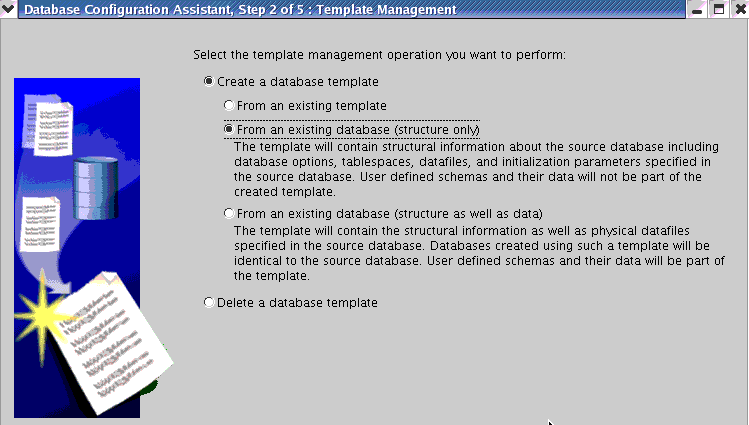 Database Configuration Assistant, Step 2 of 5 : Template Management
Select the template management operation you want to perform:
Create a database template
From an existing template
From an existing database (structure only)
The template will contain structural information about the source database including
database options, tablespaces, datafiles, and initialization parameters specified in
the source database. User defined schemas and their data will not be part of the
created template.
From an existing database (structure as well as data)
The template will contain the structural information as well as physical datafiles
specified in the source database. Databases created using such a template will be
identical to the source database. User defined schemas and their data will be part of
the template.
Delete a database template